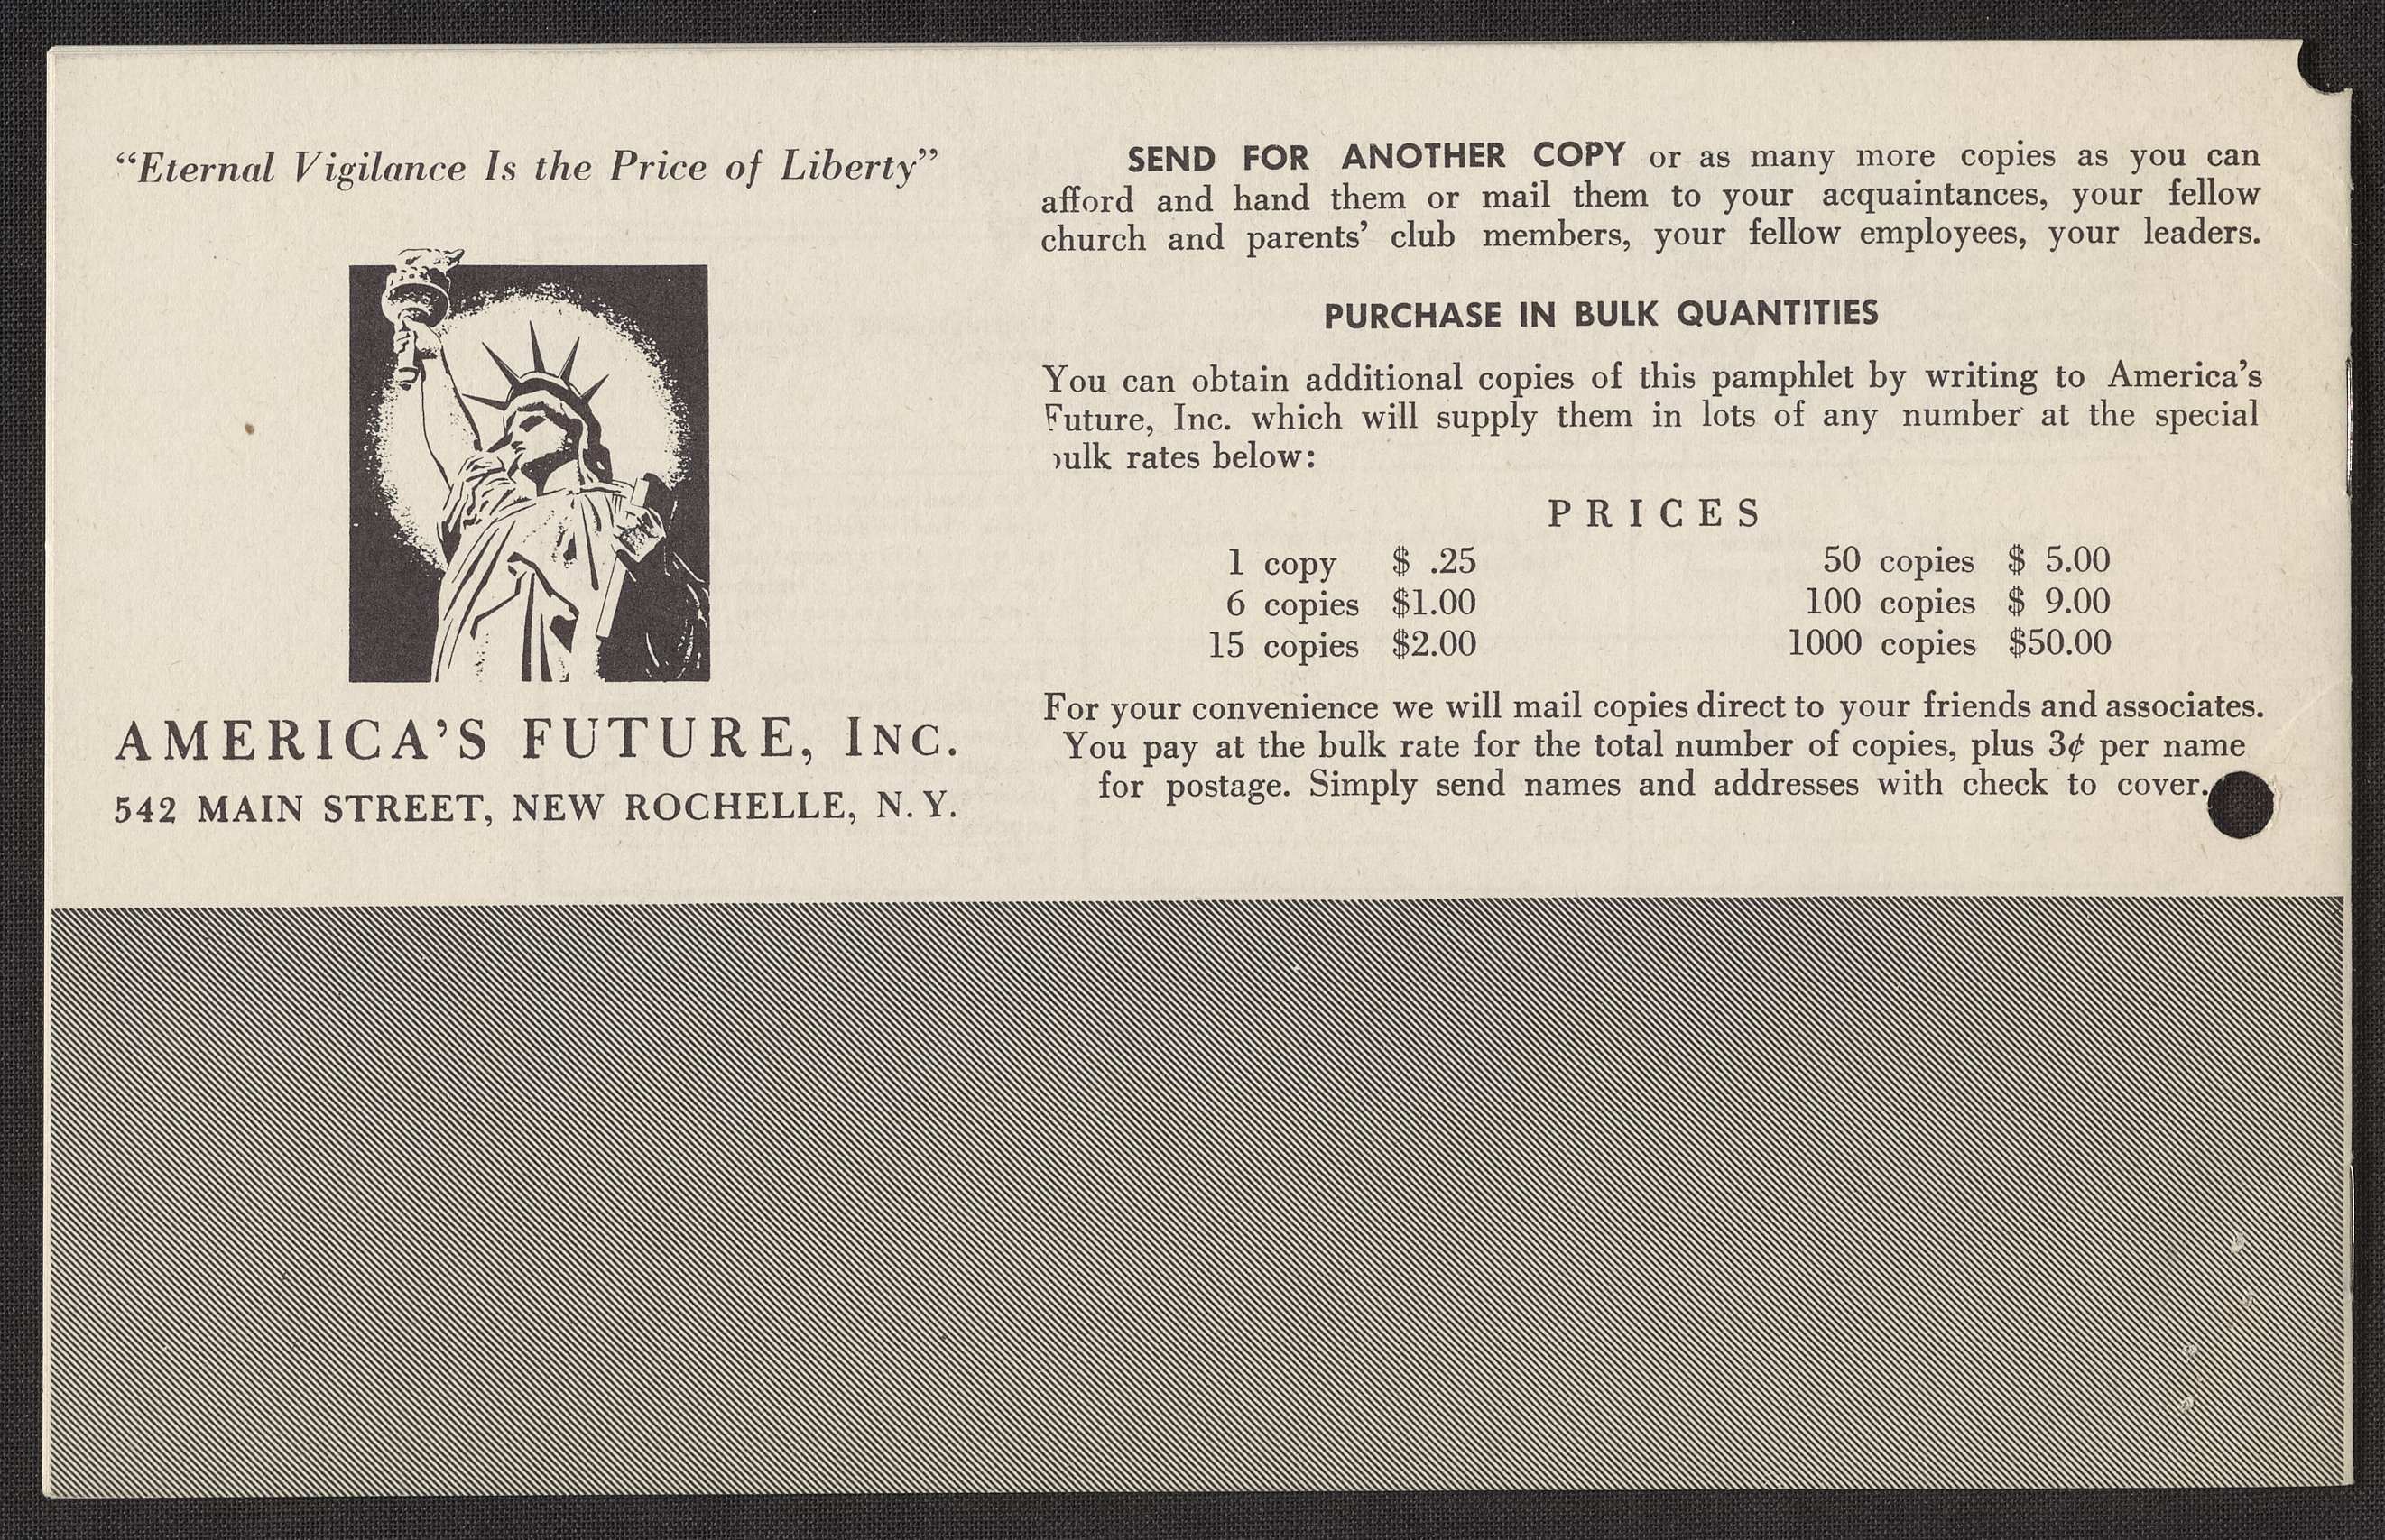 “Eternal Vigilance Is the Price of Liberty”
AMERICA’S FUTURE, INC.
542 MAIN STREET, NEW ROCHELLE, N. Y.
SEND FOR ANOTHER COPY or as many more copies as you can
afford and hand them or mail them to your acquaintances, your fellow
church and parents’ club members, your fellow employees, your leaders.
PURCHASE IN BULK QUANTITIES
You can obtain additional copies of this pamphlet by writing to America’s
Future, Inc. which will supply them in lots of any number at the special
bulk rates below:
PRICES
1 copy $ .25 50 copies $ 5.00
6 copies $1.00 100 copies $ 9.00
15 copies $2.00 1000 copies $50.00
For your convenience we will mail copies direct to your friends and associates.
You pay at the bulk rate for the total number of copies, plus 3¢ per name
for postage. Simply send names and addresses with check to cover.